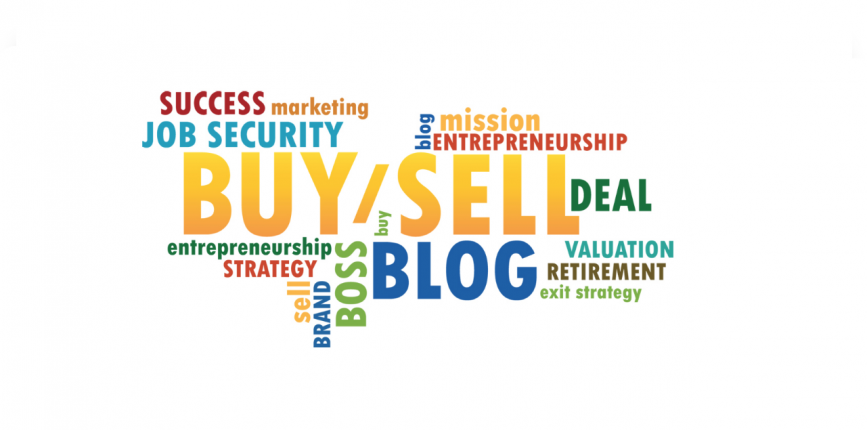 SUCCESS marketing
blog mission
JOB SECURITY
ENTREPRENEURSHIP
BUY/SELL
DEAL
buy
entrepreneurship
BOSS
BLOG
VALUATION
STRATEGY
RETIREMENT
sell
BRAND
exit strategy